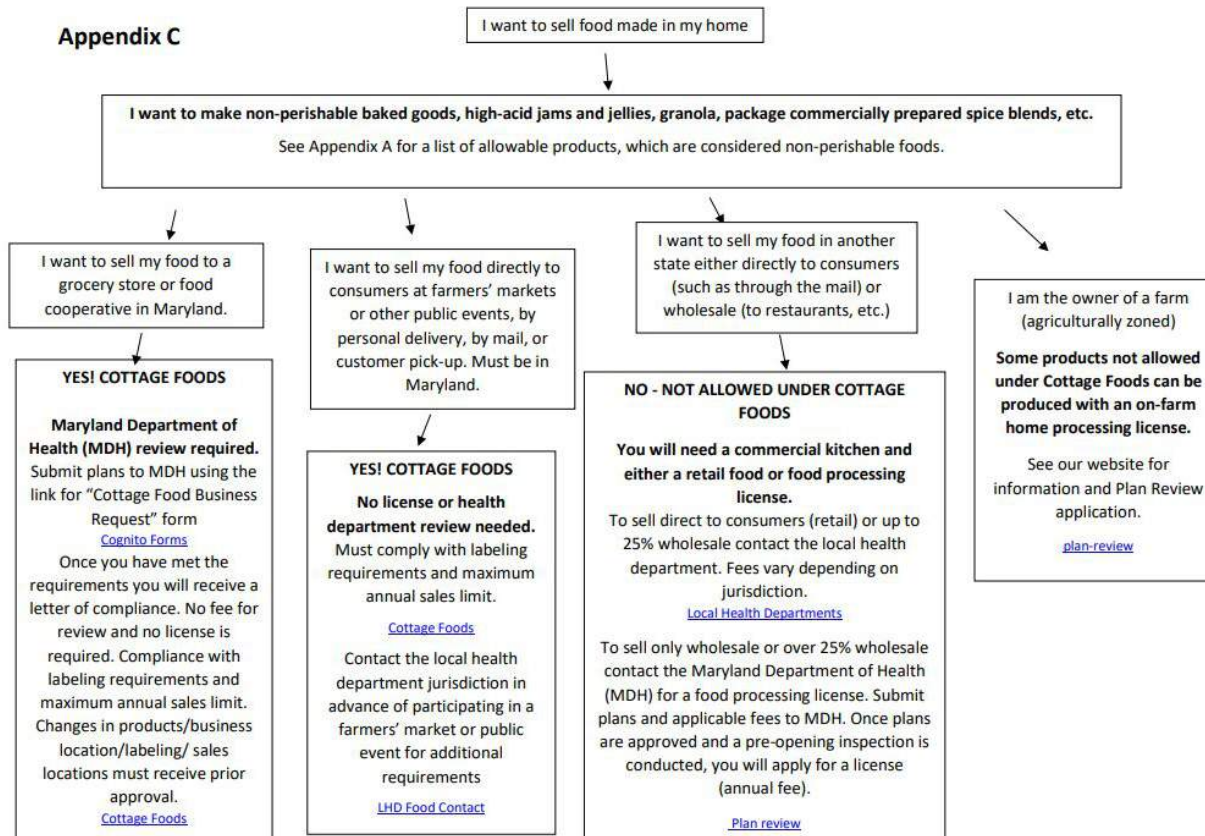 Appendix C
I want to sell food made in my home
I want to make non-perishable baked goods, high-acid jams and jellies, granola, package commercially prepared spice blends, etc.
See Appendix A for a list of allowable products, which are considered non-perishable foods.
I want to sell my food to a
grocery store or food
cooperative in Maryland.
YES! COTTAGE FOODS
Maryland Department of
Health (MDH) review required.
Submit plans to MDH using the
link for “Cottage Food Business
Request” form
Cognito Forms
Once you have met the
requirements you will receive a
letter of compliance. No fee for
review and no license is
required. Compliance with
labeling requirements and
maximum annual sales limit.
Changes in products/business
location/labeling/ sales
locations must receive prior
approval.
Cottage Foods
I want to sell my food directly to
consumers at farmers’ markets
or other public events, by
personal delivery, by mail, or
customer pick-up. Must be in
Maryland.
YES! COTTAGE FOODS
No license or health
department review needed.
Must comply with labeling
requirements and maximum
annual sales limit.
Cottage Foods
Contact the local health
department jurisdiction in
advance of participating in a
farmers’ market or public
event for additional
requirements
LHD Food Contact
I want to sell my food in another
state either directly to consumers
(such as through the mail) or
wholesale (to restaurants, etc.)
NO - NOT ALLOWED UNDER COTTAGE
FOODS
You will need a commercial kitchen and
either a retail food or food processing
license.
To sell direct to consumers (retail) or up to
25% wholesale contact the local health
department. Fees vary depending on
jurisdiction.
Local Health Departments
To sell only wholesale or over 25% wholesale
contact the Maryland Department of Health
(MDH) for a food processing license. Submit
plans and applicable fees to MDH. Once plans
are approved and a pre-opening inspection is
conducted, you will apply for a license
(annual fee).
Plan review
I am the owner of a farm
(agriculturally zoned)
Some products not allowed
under Cottage Foods can be
produced with an on-farm
home processing license.
See our website for
information and Plan Review
application.
plan-review